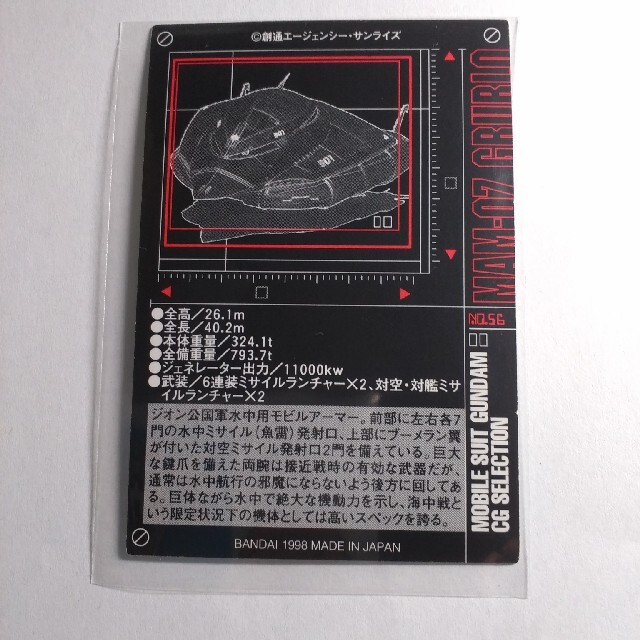 ©創通エージェンシー・サンライズ
001
001
MAM-07 GRUBLO
NO.56
MOBILE SUIT GUNDAM
CG SELECTION
●全高/26.1m
●全長/40.2m
●本体重量/324.1t
●全備重量/793.7t
●ジェネレーター出力/11000kw
●武装/6連装ミサイルランチャー×2、対空・対艦ミサ
イルランチャー×2
ジオン公国軍水中用モビルアーマー。前部に左右各7
門の水中ミサイル(魚雷)発射口、上部にブーメラン翼
が付いた対空ミサイル発射口2門を備えている。巨大
な鍵爪を備えた両腕は接近戦時の有効な武器だが、
通常は水中航行の邪魔にならないよう後方に回してあ
る。巨体ながら水中で絶大な機動力を示し、海中戦と
いう限定状況下の機体としては高いスペックを誇る。
BANDAI 1998 MADE IN JAPAN